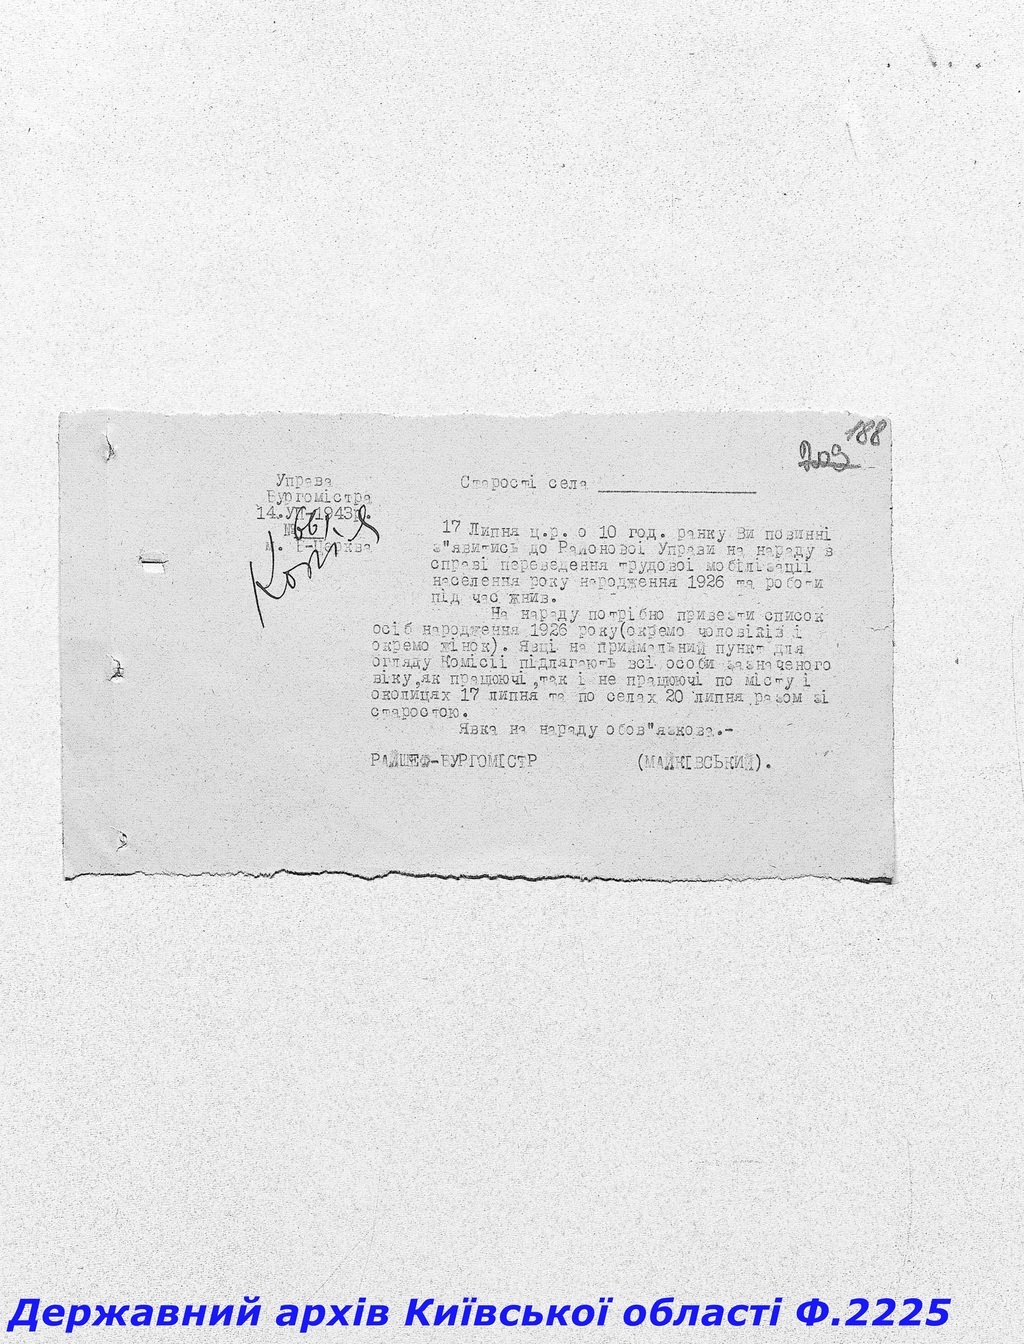 188
Управа
Бургомістра
14.УІІ-1943р.
№ 661
м. Б-Церква
Копія
Старості села
17 Липня ц.р. о 10 год. ранку Ви повинні
з"явитись до Районової Управи на нараду в
справі переведення трудової мобілізації
населення року народження 1926 та роботи
під час жнив.
На нараду потрібно привезти список
осіб народження 1926 року(окремо чоловіків і
окремо жінок). Явці на приймальний пункт для
огляду Комісії підлягають всі особи зазначеного
віку,як працюючі,так і не працюючі по місту і
околицях 17 липня та по селах 20 липня разом зі
старостою.
Явка на нараду обов"язкова.-
РАЙШЕФ-БУРГОМІСТР (МАЙКІВСЬКИЙ).
Державний архів Київської області Ф.2225